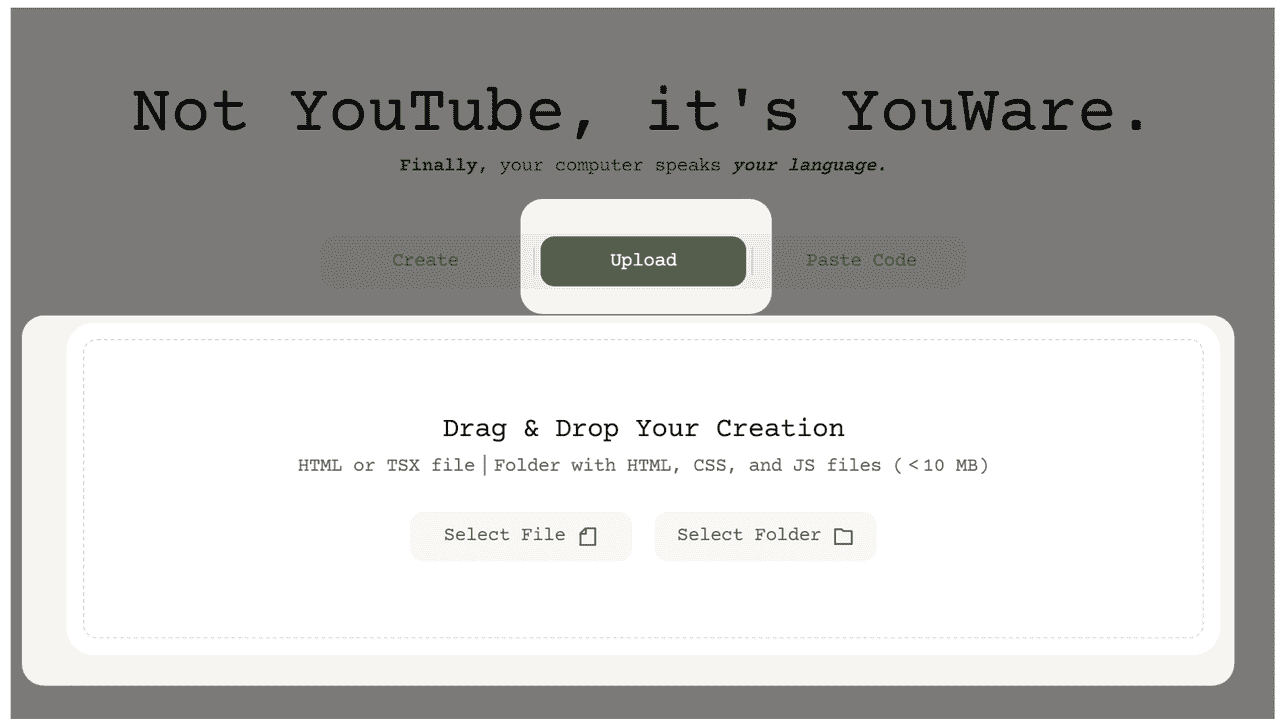 Not YouTube, it's YouWare.
Finally, your computer speaks your language.
Create Upload Paste Code
Drag & Drop Your Creation
HTML or TSX file | Folder with HTML, CSS, and JS files (<10 MB)
Select File Select Folder